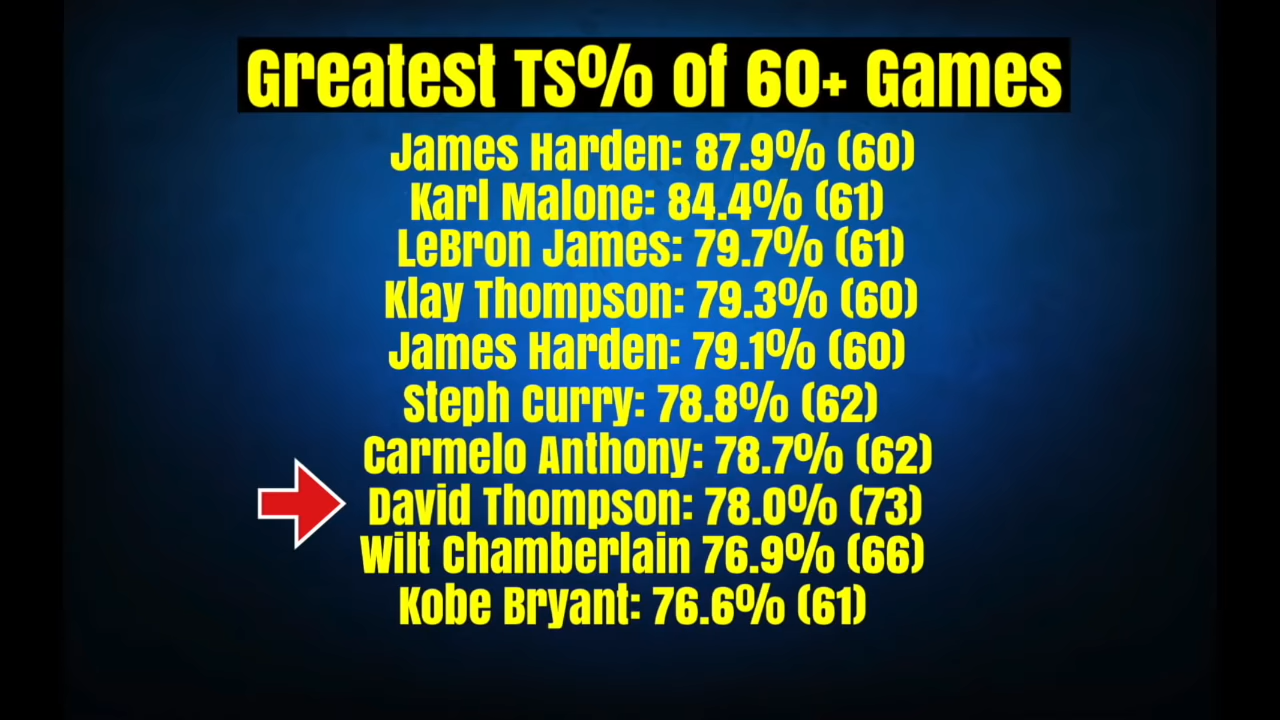 Greatest TS% of 60+ Games
James Harden: 87.9% (60)
Karl Malone: 84.4% (61)
LeBron James: 79.7% (61)
Klay Thompson: 79.3% (60)
James Harden: 79.1% (60)
Steph Curry: 78.8% (62)
Carmelo Anthony: 78.7% (62)
David Thompson: 78.0% (73)
Wilt Chamberlain 76.9% (66)
Kobe Bryant: 76.6% (61)